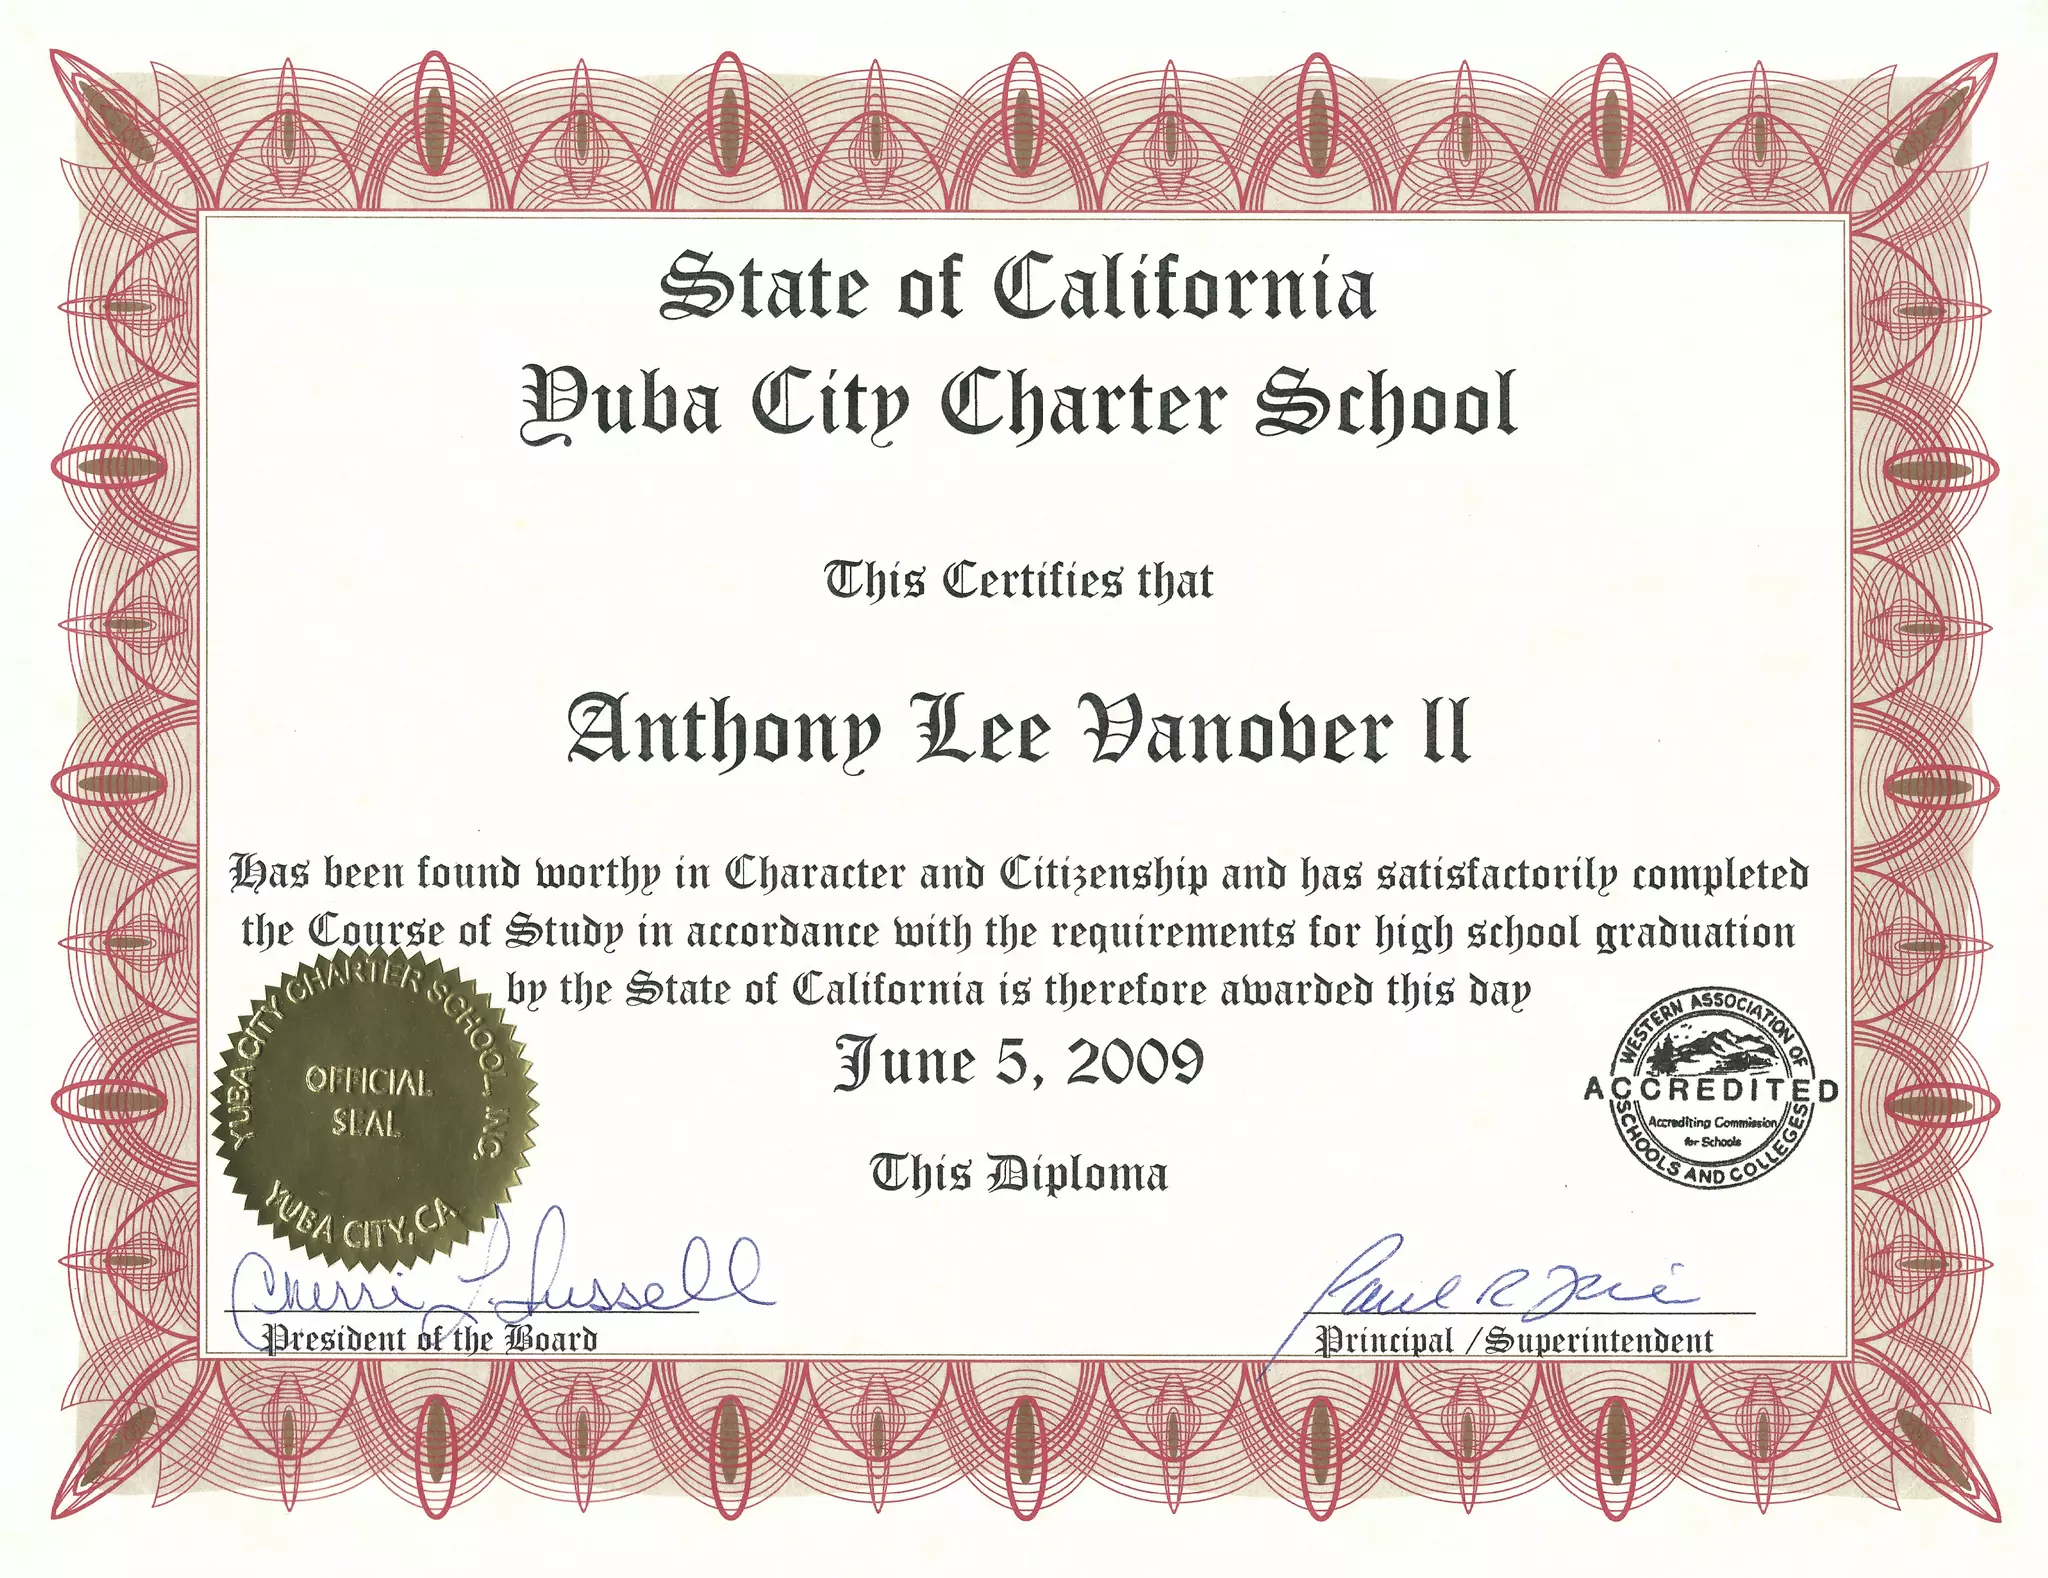 State of California
Yuba City Charter School
This Certifies that
Anthony Lee Vanover II
Has been found worthy in Character and Citizenship and has satisfactorily completed
the Course of Study in accordance with the requirements for high school graduation
by the State of California is therefore awarded this day
June 5, 2009
This Diploma
YUBA CITY CHARTER SCHOOL, INC.
OFFICIAL
SEAL
YUBA CITY, CA
WESTERN ASSOCIATION OF
ACCREDITED
Accrediting Commission
for Schools
SCHOOLS AND COLLEGES
Cherri L. Russell
President of the Board
Paul R
Principal /Superintendent